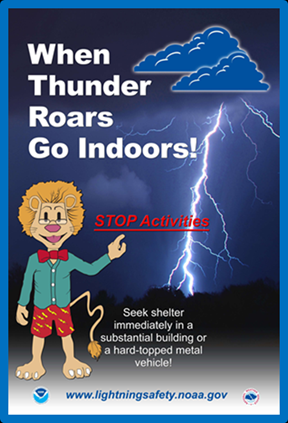 When
Thunder
Roars
Go Indoors!
STOP Activities
Seek shelter
immediately in a
substantial building or
a hard-topped metal
vehicle!
www.lightningsafety.noaa.gov